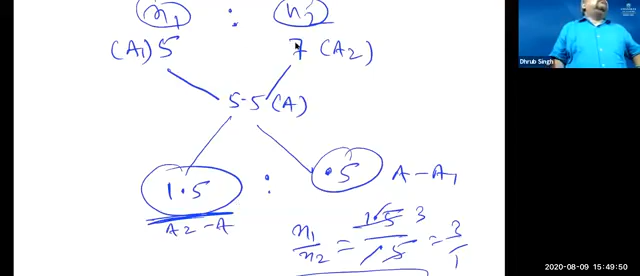 n₁ : n₂
(A₁) 5 7 (A₂)
5.5 (A)
1.5 : .5 A - A₁
A₂ - A
n₁/n₂ = 1.5/.5 3 = 3/1
Dhrub Singh
2020-08-09 15:49:50